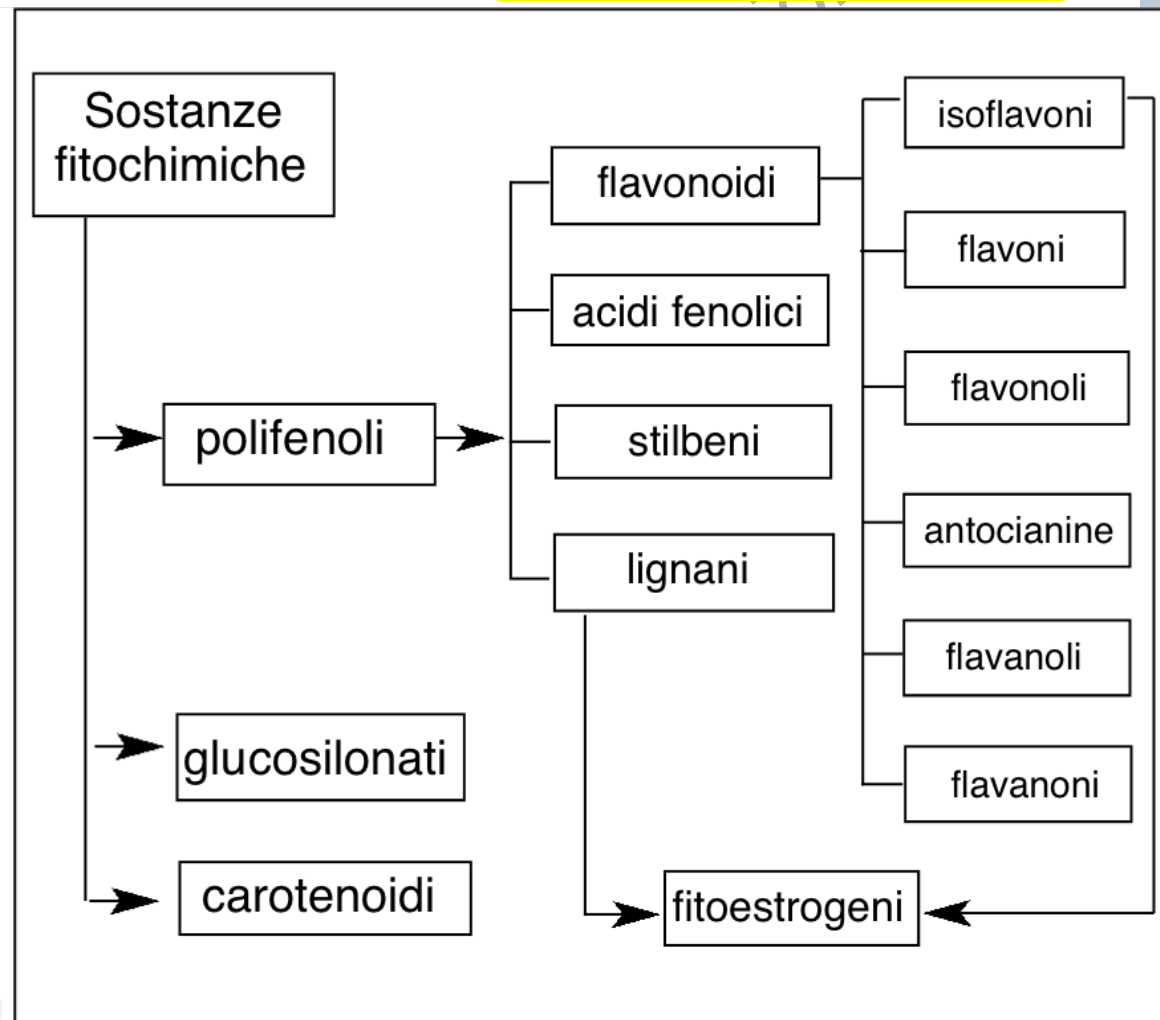 Sostanze
fitochimiche
polifenoli
glucosilonati
carotenoidi
flavonoidi
acidi fenolici
stilbeni
lignani
isoflavoni
flavoni
flavonoli
antocianine
flavanoli
flavanoni
fitoestrogeni